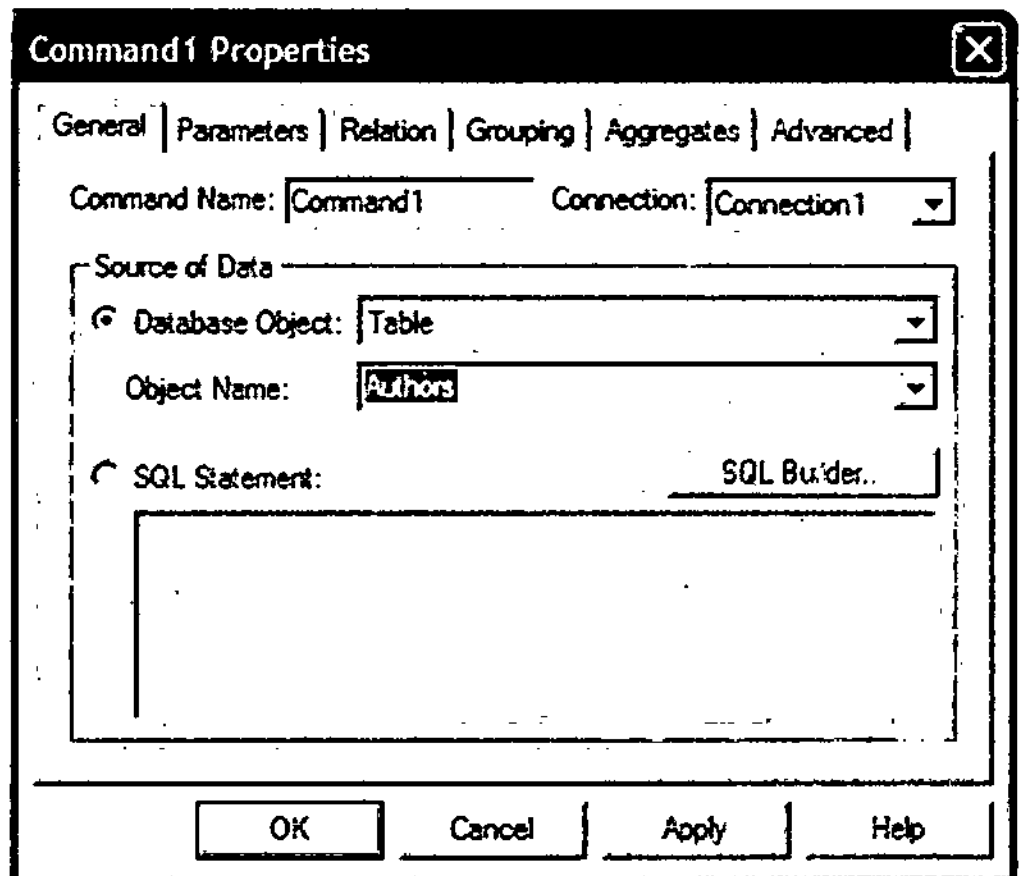 Command1 Properties
General Parameters Relation Grouping Aggregates Advanced
Command Name: Command1 Connection: Connection1
Source of Data
Database Object: Table
Object Name: Authors
SQL Statement: SQL Builder..
OK Cancel Apply Help